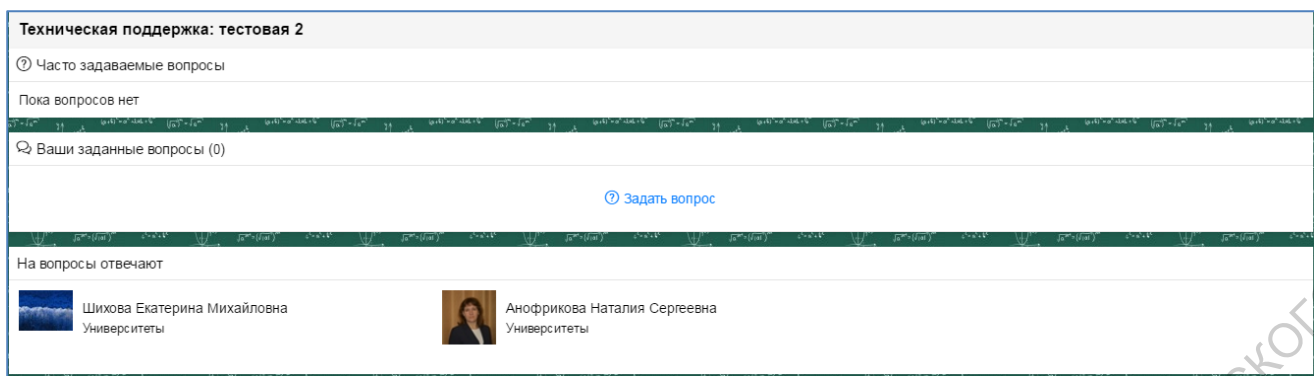 Техническая поддержка: тестовая 2
Часто задаваемые вопросы
Пока вопросов нет
Ваши заданные вопросы (0)
Задать вопрос
На вопросы отвечают
Шихова Екатерина Михайловна
Университеты
Анофрикова Наталия Сергеевна
Университеты